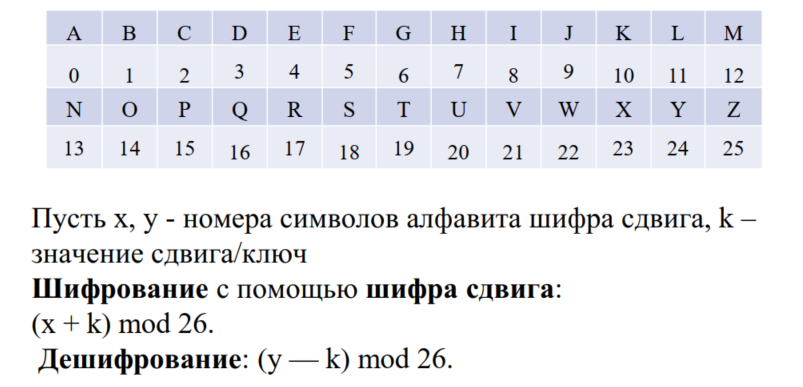 A B C D E F G H I J K L M
0 1 2 3 4 5 6 7 8 9 10 11 12
N O P Q R S T U V W X Y Z
13 14 15 16 17 18 19 20 21 22 23 24 25
Пусть x, y - номера символов алфавита шифра сдвига, k –
значение сдвига/ключ
Шифрование с помощью шифра сдвига:
(x + k) mod 26.
Дешифрование: (y — k) mod 26.